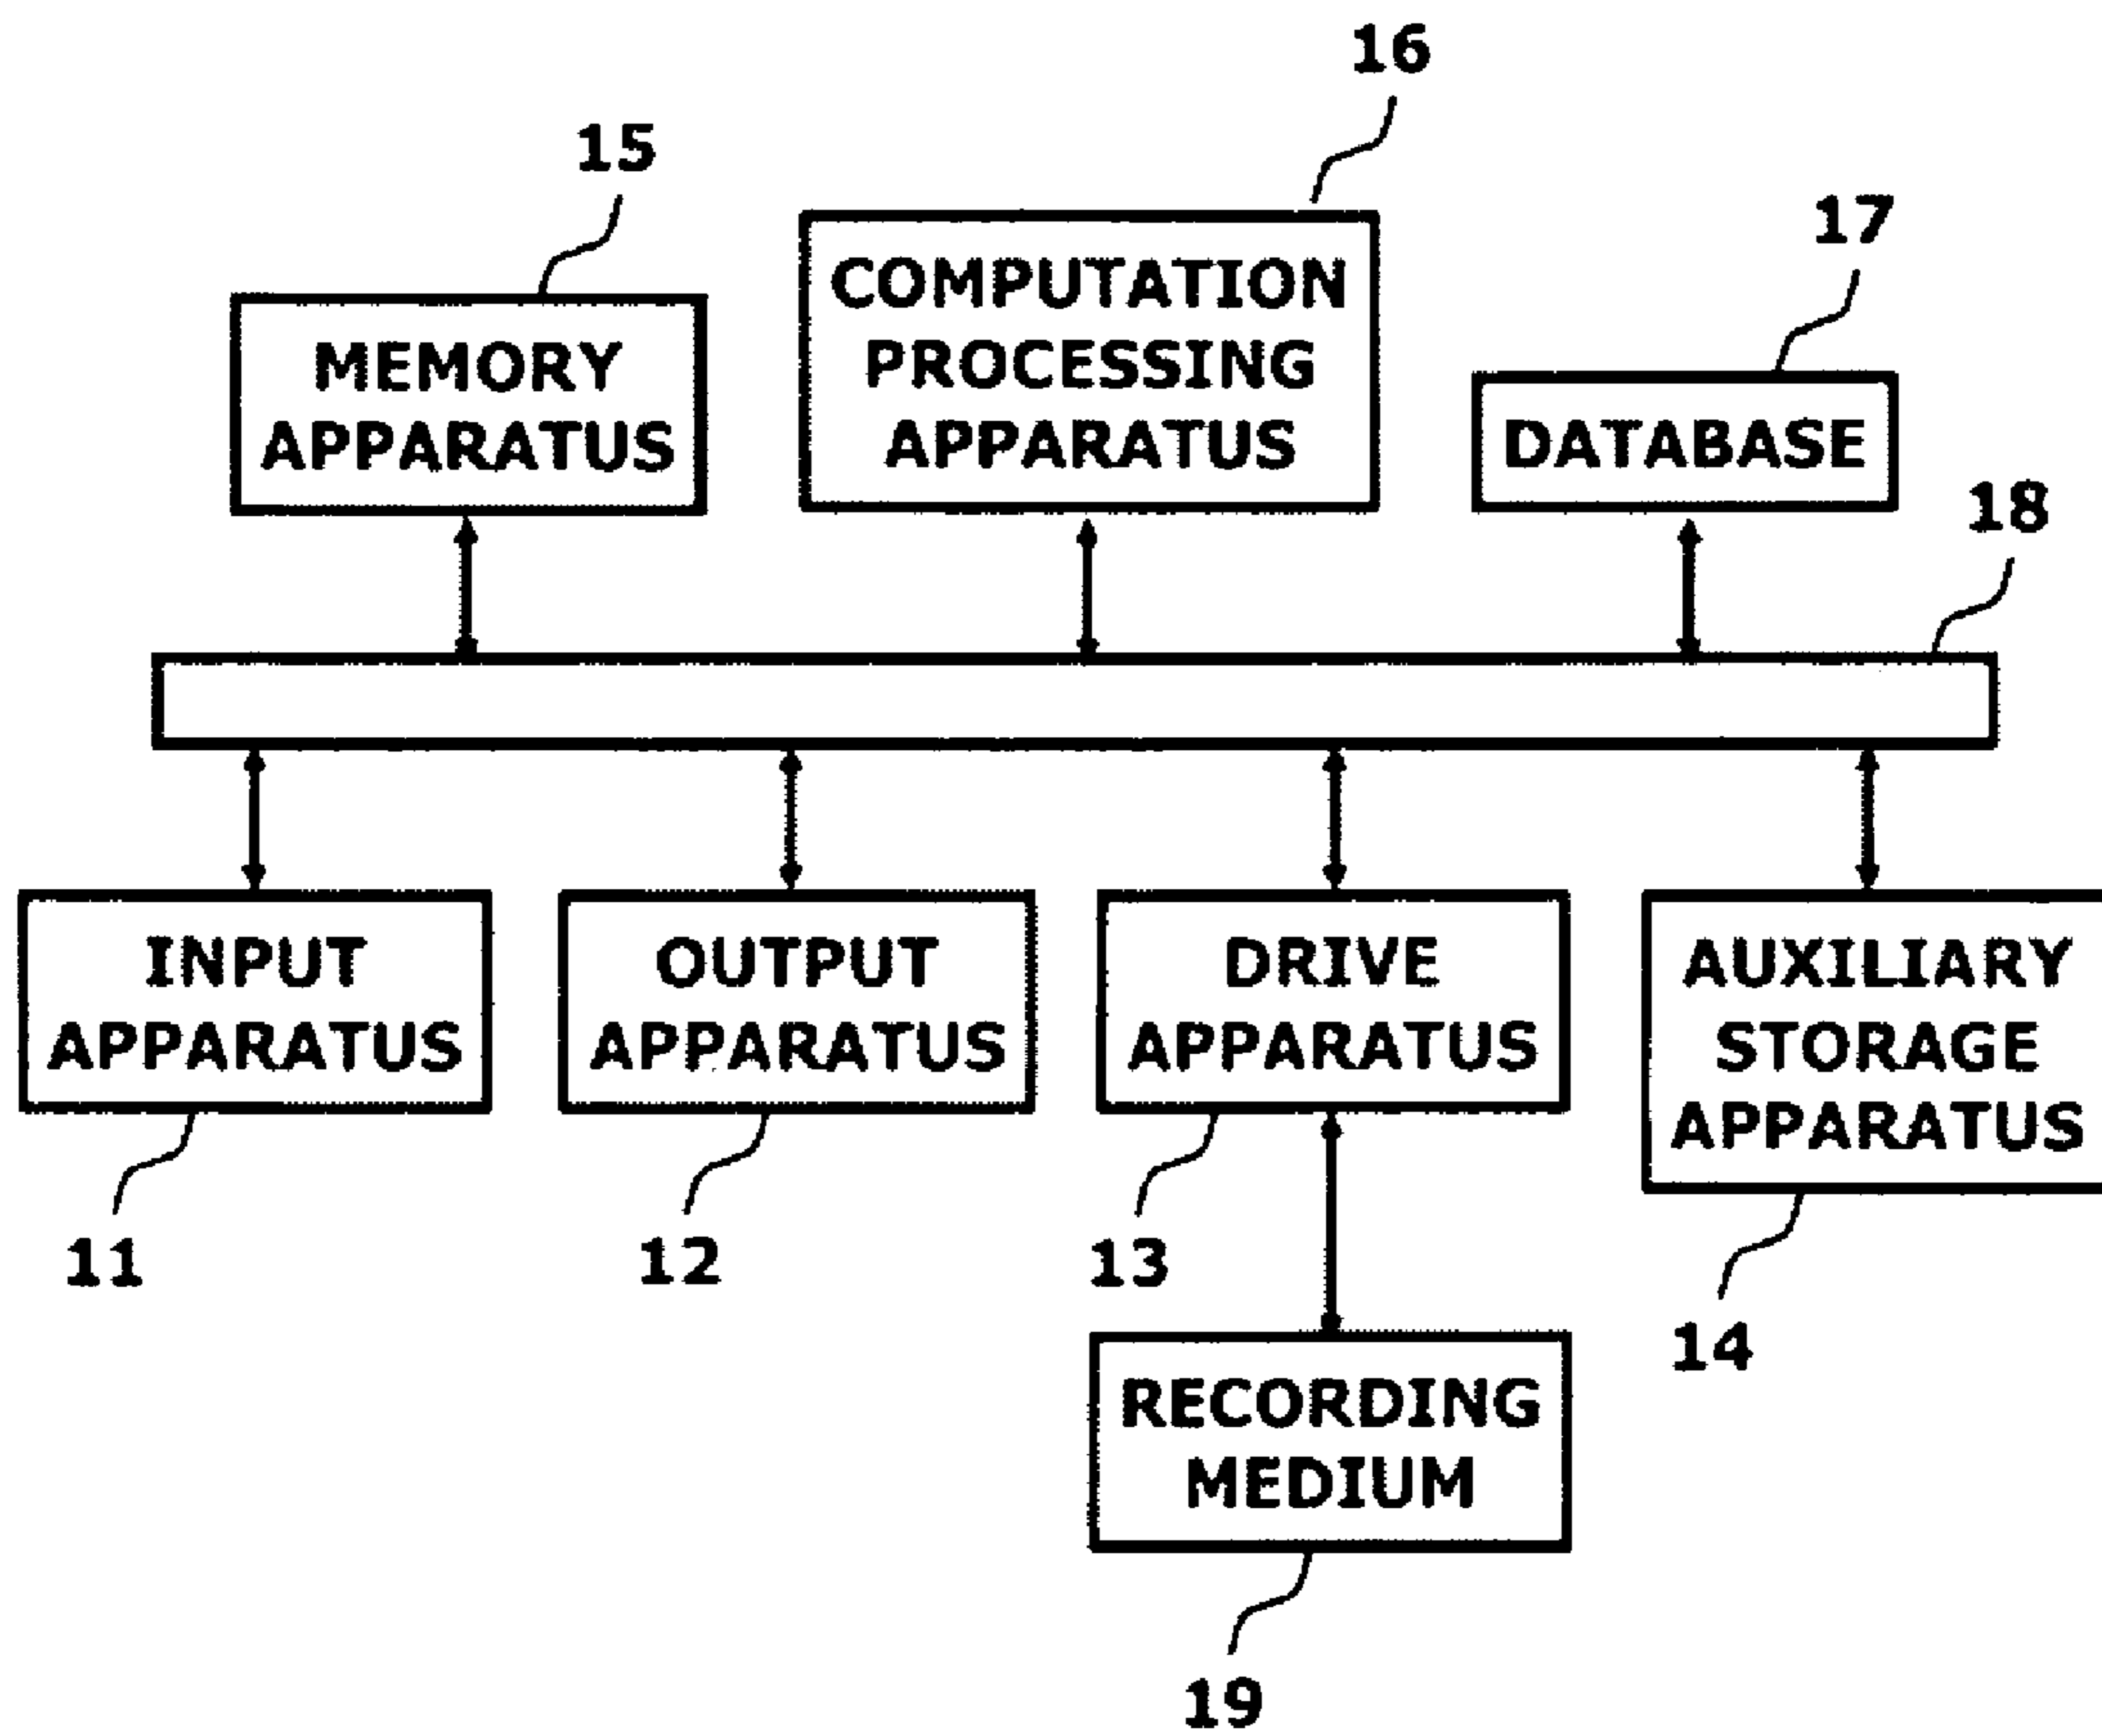 16
15
17
COMPUTATION
PROCESSING
APPARATUS
MEMORY
APPARATUS
DATABASE
18
INPUT
APPARATUS
OUTPUT
APPARATUS
DRIVE
APPARATUS
AUXILIARY
STORAGE
APPARATUS
11
12
13
14
RECORDING
MEDIUM
19